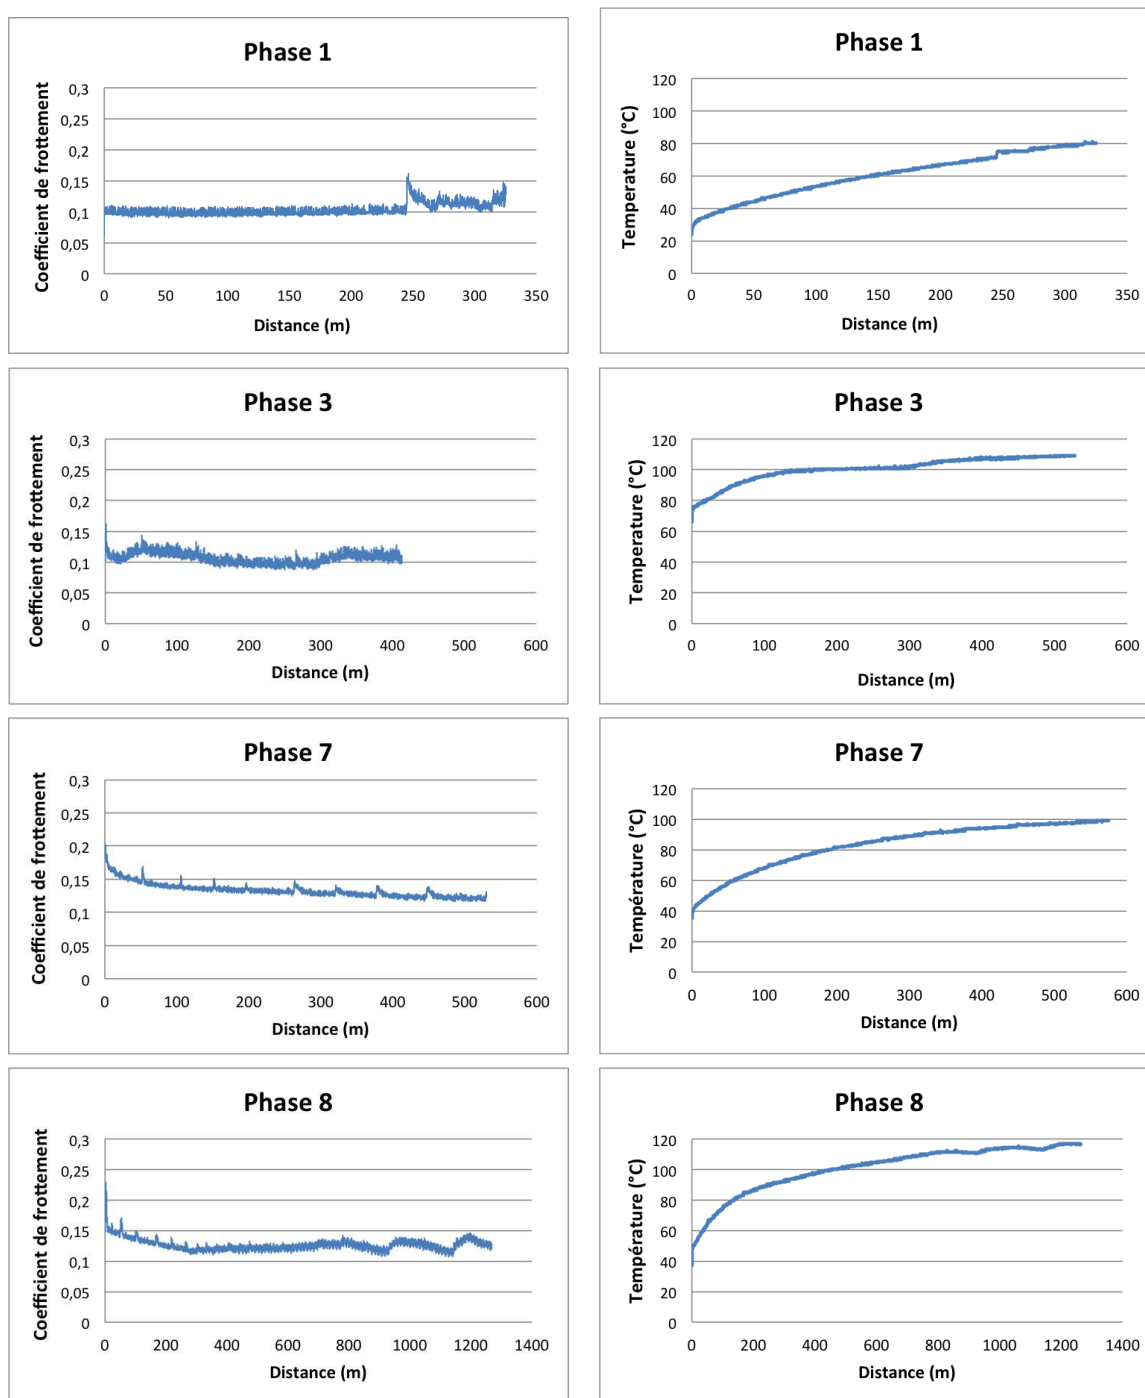 Phase 1
Coefficient de frottement
0,3
0,25
0,2
0,15
0,1
0,05
0
0 50 100 150 100 150 200 250 300 350
Distance (m)
Phase 1
Temperature (°C)
120
100
80
60
40
20
0
0 50 100 150 200 250 300 350
Distance (m)
Phase 3
Coefficient de frottement
0,3
0,25
0,2
0,15
0,1
0,05
0
0 100 200 300 400 500 600
Distance (m)
Phase 3
Temperature (°C)
120
100
80
60
40
20
0
0 100 200 300 400 500 600
Distance (m)
Phase 7
Coefficient de frottement
0,3
0,25
0,2
0,15
0,1
0,05
0
0 100 200 300 400 500 600
Distance (m)
Phase 7
Température (°C)
120
100
80
60
40
20
0
0 100 200 300 400 500 600
Distance (m)
Phase 8
Coefficient de frottement
0,3
0,25
0,2
0,15
0,1
0,05
0
0 200 400 600 800 1000 1200 1400
Distance (m)
Phase 8
Température (°C)
120
100
80
60
40
20
0
0 200 400 600 800 1000 1200 1400
Distance (m)